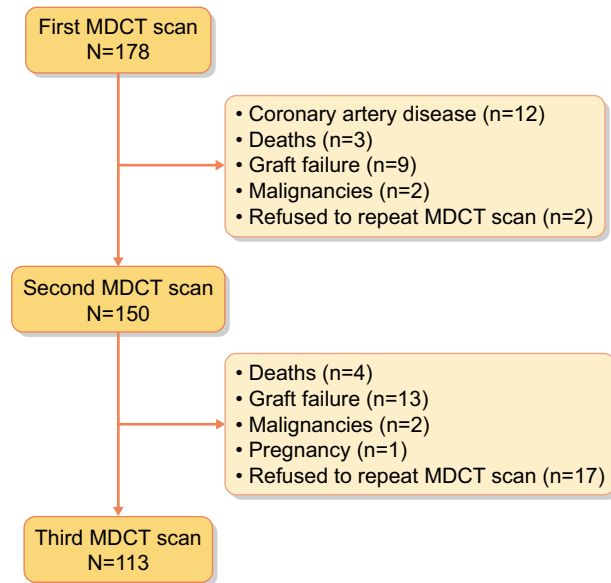 First MDCT scan
N=178
• Coronary artery disease (n=12)
• Deaths (n=3)
• Graft failure (n=9)
• Malignancies (n=2)
• Refused to repeat MDCT scan (n=2)
Second MDCT scan
N=150
• Deaths (n=4)
• Graft failure (n=13)
• Malignancies (n=2)
• Pregnancy (n=1)
• Refused to repeat MDCT scan (n=17)
Third MDCT scan
N=113